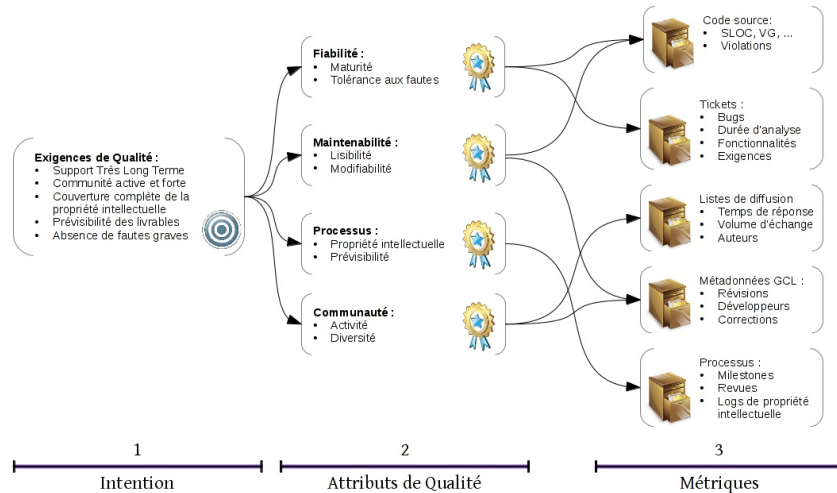 Exigences de Qualité :
• Support Très Long Terme
• Communité active et forte
• Couverture complète de la
propriété intellectuelle
• Prévisibilité des livrables
• Absence de fautes graves
Fiabilité :
• Maturité
• Tolérance aux fautes
Maintenabilité :
• Lisibilité
• Modifiabilité
Processus :
• Propriété intellectuelle
• Prévisibilité
Communauté :
• Activité
• Diversité
Code source:
• SLOC, VG, ...
• Violations
Tickets :
• Bugs
• Durée d'analyse
• Fonctionnalités
• Exigences
Listes de diffusion
• Temps de réponse
• Volume d'échange
• Auteurs
Métadonnées GCL :
• Révisions
• Développeurs
• Corrections
Processus :
• Milestones
• Revues
• Logs de propriété
intellectuelle
1
Intention
2
Attributs de Qualité
3
Métriques